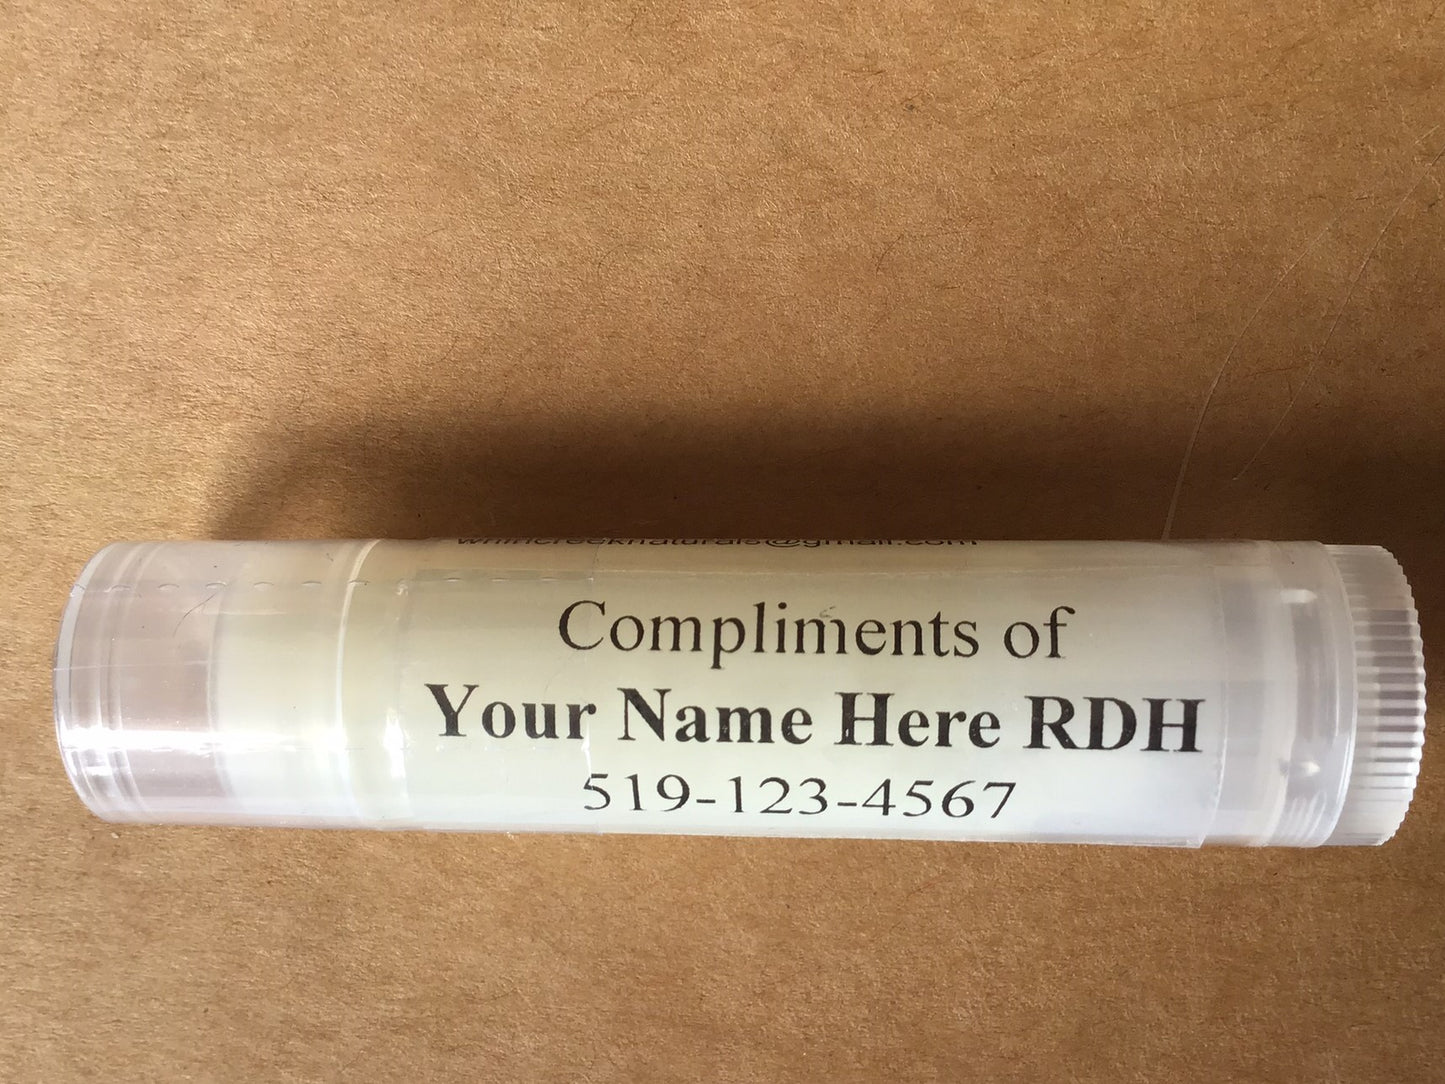 Compliments of
Your Name Here RDH
519-123-4567